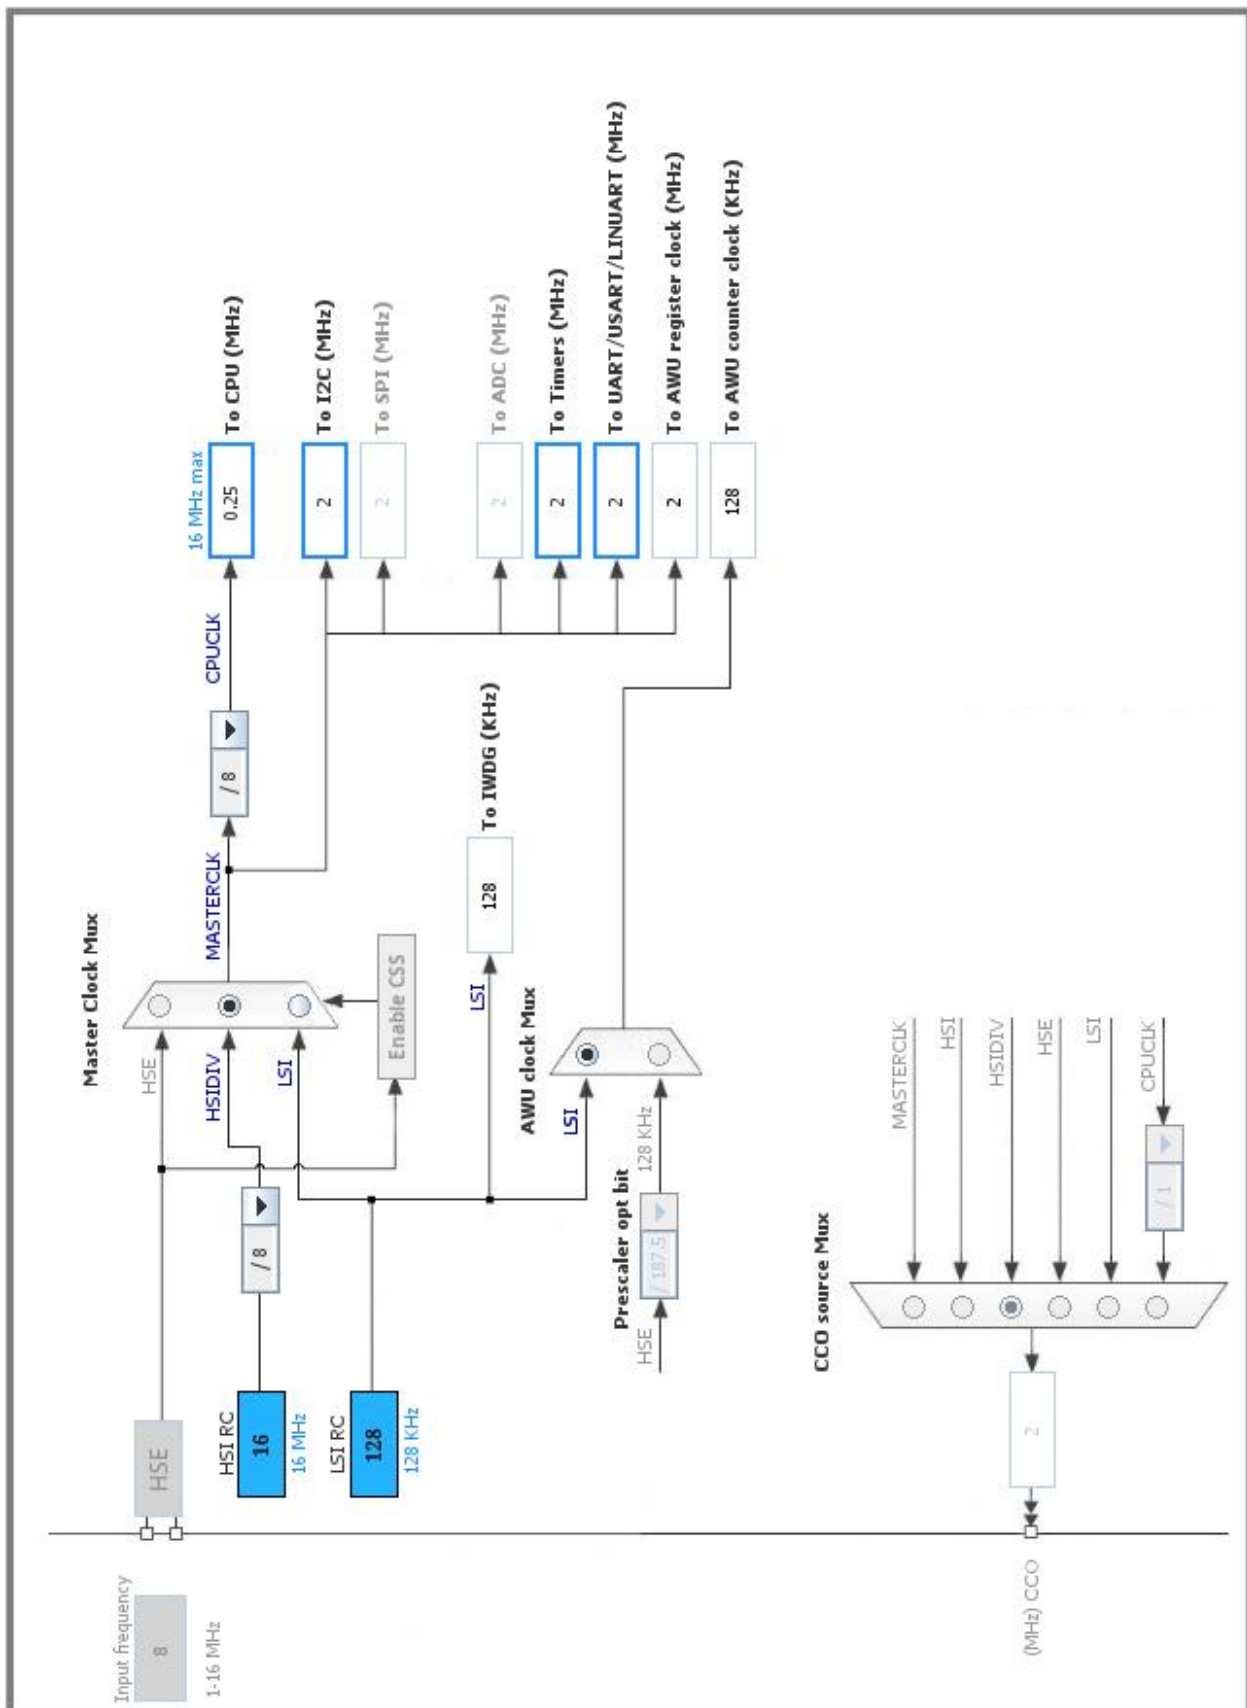 Input frequency
8
1-16 MHz
HSE
HSI RC
16
16 MHz
LSI RC
128
128 KHz
/ 8
Master Clock Mux
HSE
HSIDIV
LSI
Enable CSS
MASTERCLK
/ 8
CPUCLK
16 MHz max
0.25
To CPU (MHz)
2
To I2C (MHz)
2
To SPI (MHz)
2
To ADC (MHz)
2
To Timers (MHz)
2
To UART/USART/LINUART (MHz)
2
To AWU register clock (MHz)
128
To AWU counter clock (KHz)
LSI
128
To IWDG (KHz)
AWU clock Mux
LSI
128 KHz
Prescaler opt bit
/ 187.5
HSE
CCO source Mux
MASTERCLK
HSI
HSIDIV
HSE
LSI
CPUCLK
/ 1
2
(MHz) CCO